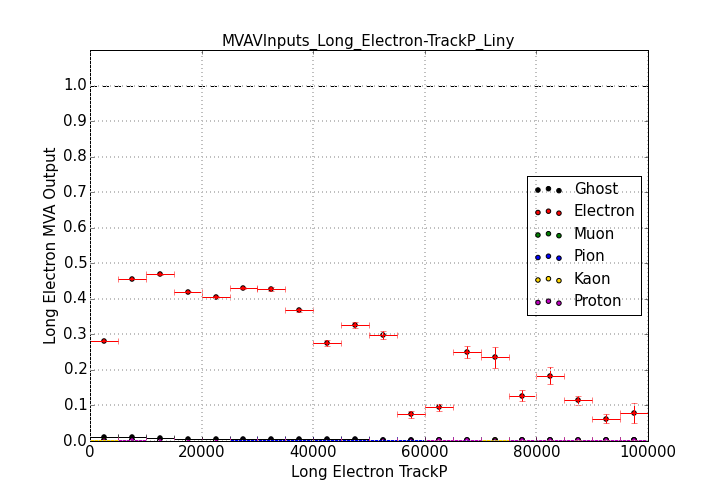 MVAVInputs_Long_Electron-TrackP_Liny
Long Electron MVA Output
1.0
0.9
0.8
0.7
0.6
0.5
0.4
0.3
0.2
0.1
0.0
Ghost
Electron
Muon
Pion
Kaon
Proton
0 20000 40000 60000 80000 100000
Long Electron TrackP